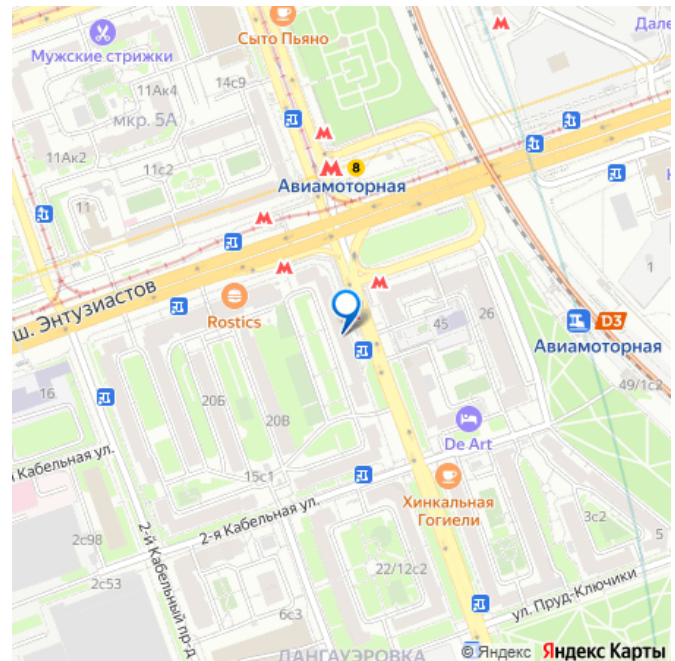 Сыто Пьяно
Дале
Мужские стрижки
14с9
11Ак4
мкр. 5А
11Ак2
11с2
8
Авиамоторная
11
К
1
ш. Энтузиастов
Rostics
45
26
D3
Авиамоторная
49/1с2
16
20Б
20В
De Art
я Кабельная ул.
15с1
Хинкальная
Гогиели
2-я Кабельная ул.
3с2
5
2с98
2-й Кабельный пр-д
22/12с2
2с53
ул. Пруд-Ключики
6с3
ЛАНГАУЭРОВКА
© Яндекс Яндекс Карты